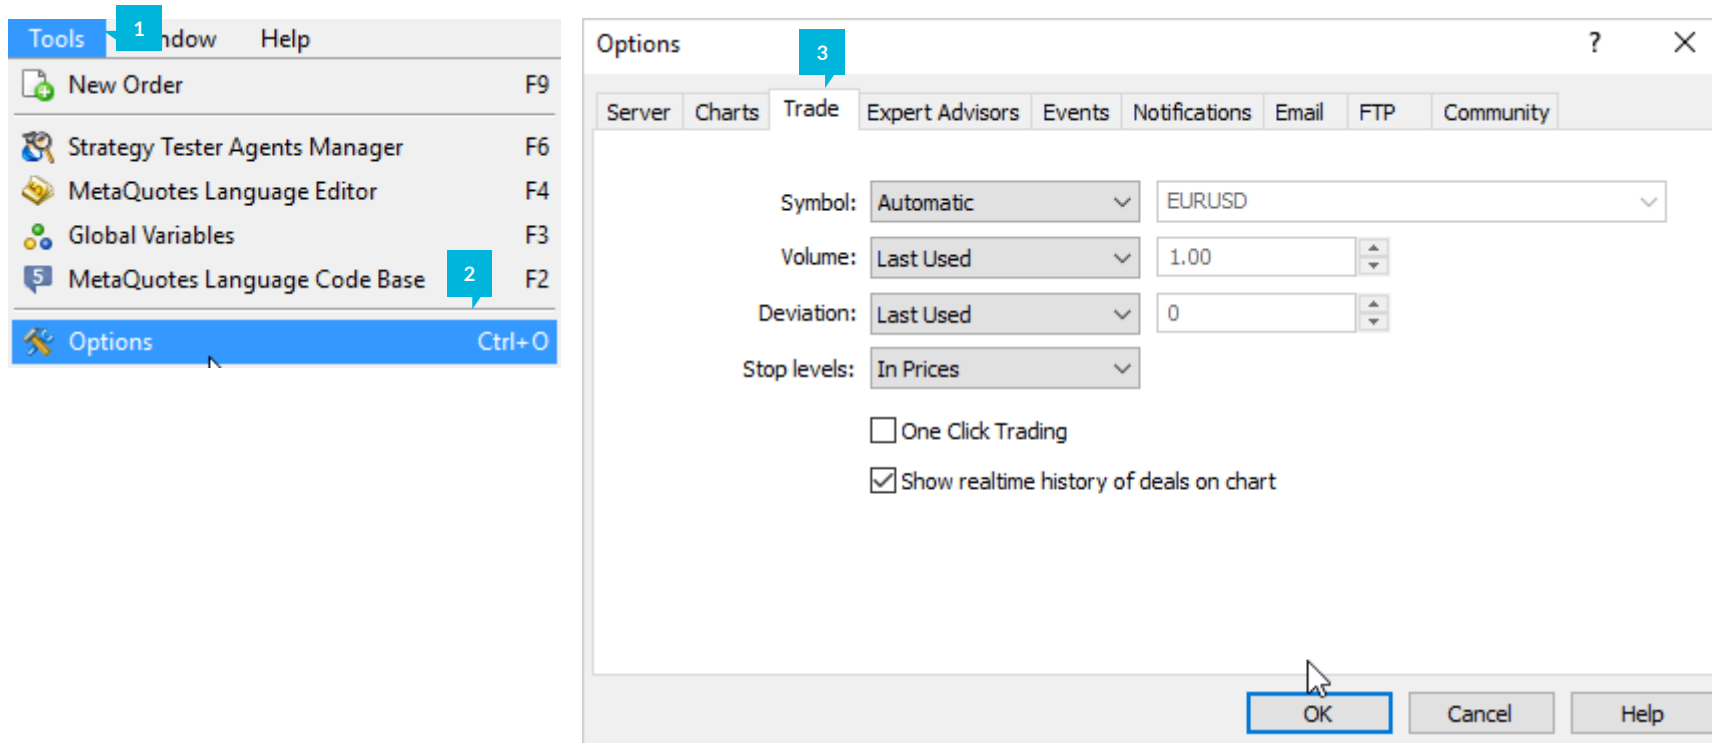 Tools 1 ndow Help
New Order F9
Strategy Tester Agents Manager F6
MetaQuotes Language Editor F4
Global Variables F3
5 MetaQuotes Language Code Base 2 F2
Options Ctrl+O
Options 3 ?
Server Charts Trade Expert Advisors Events Notifications Email FTP Community
Symbol: Automatic EURUSD
Volume: Last Used 1.00
Deviation: Last Used 0
Stop levels: In Prices
One Click Trading
Show realtime history of deals on chart
OK Cancel Help